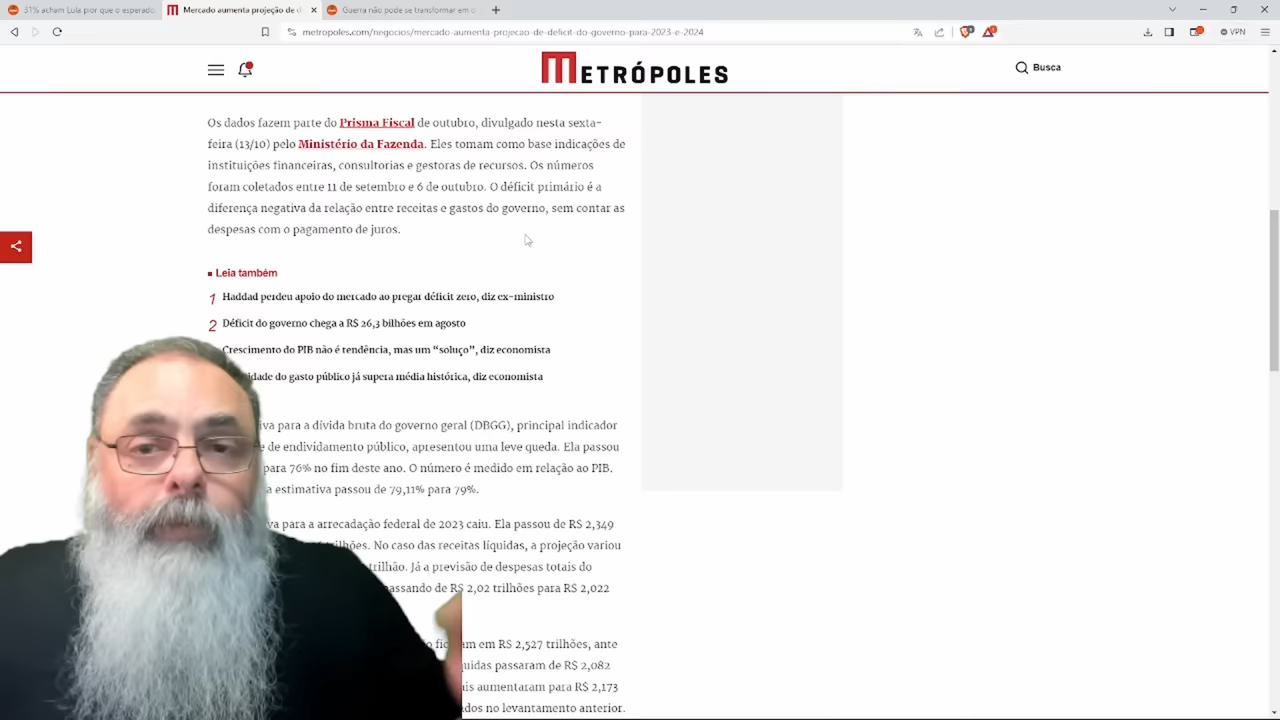 31% acham Lula pior que o esperado
Mercado aumenta projeção de d
Guerra não pode se transformar em o
metropoles.com/negocios/mercado-aumenta-projecao-de-deficit-do-governo-para-2023-e-2024
VPN
METRÓPOLES
Busca
Os dados fazem parte do Prisma Fiscal de outubro, divulgado nesta sexta-
feira (13/10) pelo Ministério da Fazenda. Eles tomam como base indicações de
instituições financeiras, consultorias e gestoras de recursos. Os números
foram coletados entre 11 de setembro e 6 de outubro. O déficit primário é a
diferença negativa da relação entre receitas e gastos do governo, sem contar as
despesas com o pagamento de juros.
Leia também
1 Haddad perdeu apoio do mercado ao pregar déficit zero, diz ex-ministro
2 Déficit do governo chega a R$ 26,3 bilhões em agosto
Crescimento do PIB não é tendência, mas um “soluço”, diz economista
idade do gasto público já supera média histórica, diz economista
iva para a dívida bruta do governo geral (DBGG), principal indicador
e de endividamento público, apresentou uma leve queda. Ela passou
para 76% no fim deste ano. O número é medido em relação ao PIB.
a estimativa passou de 79,11% para 79%.
va para a arrecadação federal de 2023 caiu. Ela passou de R$ 2,349
ilhões. No caso das receitas líquidas, a projeção variou
trilhão. Já a previsão de despesas totais do
assando de R$ 2,02 trilhões para R$ 2,022
am em R$ 2,527 trilhões, ante
quidas passaram de R$ 2,082
ais aumentaram para R$ 2,173
dos no levantamento anterior.